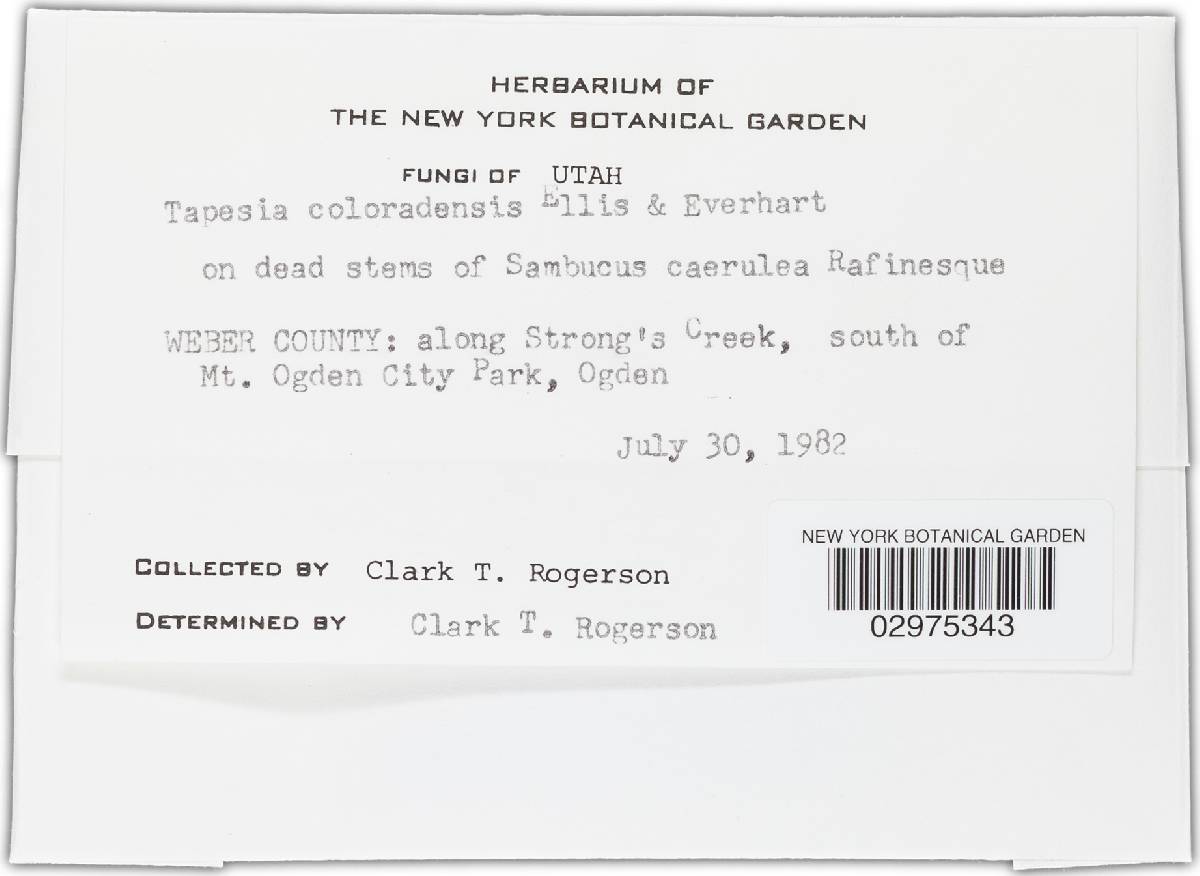 HERBARIUM OF
THE NEW YORK BOTANICAL GARDEN
FUNGI OF UTAH
Tapesia coloradensis Ellis & Everhart
on dead stems of Sambucus caerulea Rafinesque
WEBER COUNTY: along Strong's Creek, south of
Mt. Ogden City Park, Ogden
July 30, 1982
COLLECTED BY Clark T. Rogerson
DETERMINED BY Clark T. Rogerson
NEW YORK BOTANICAL GARDEN
02975343